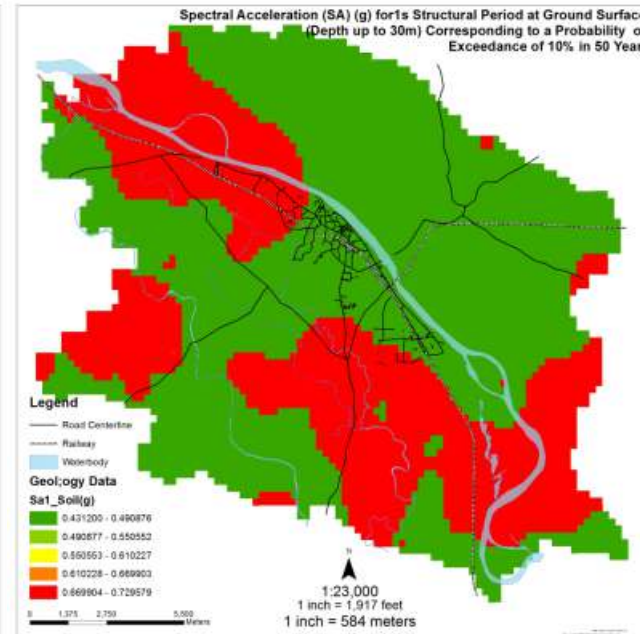 Spectral Acceleration (SA) (g) for1s Structural Period at Ground Surface
(Depth up to 30m) Corresponding to a Probability of
Exceedance of 10% in 50 Year
Legend
Road Centerline
Railway
Waterbody
Geol;ogy Data
Sa1_Soil(g)
0.431200 - 0.490876
0.490877 - 0.550552
0.550553 - 0.610227
0.610228 - 0.669903
0.669904 - 0.729579
N
1:23,000
1 inch = 1,917 feet
1 inch = 584 meters
0 1,375 2,750 5,500
Meters